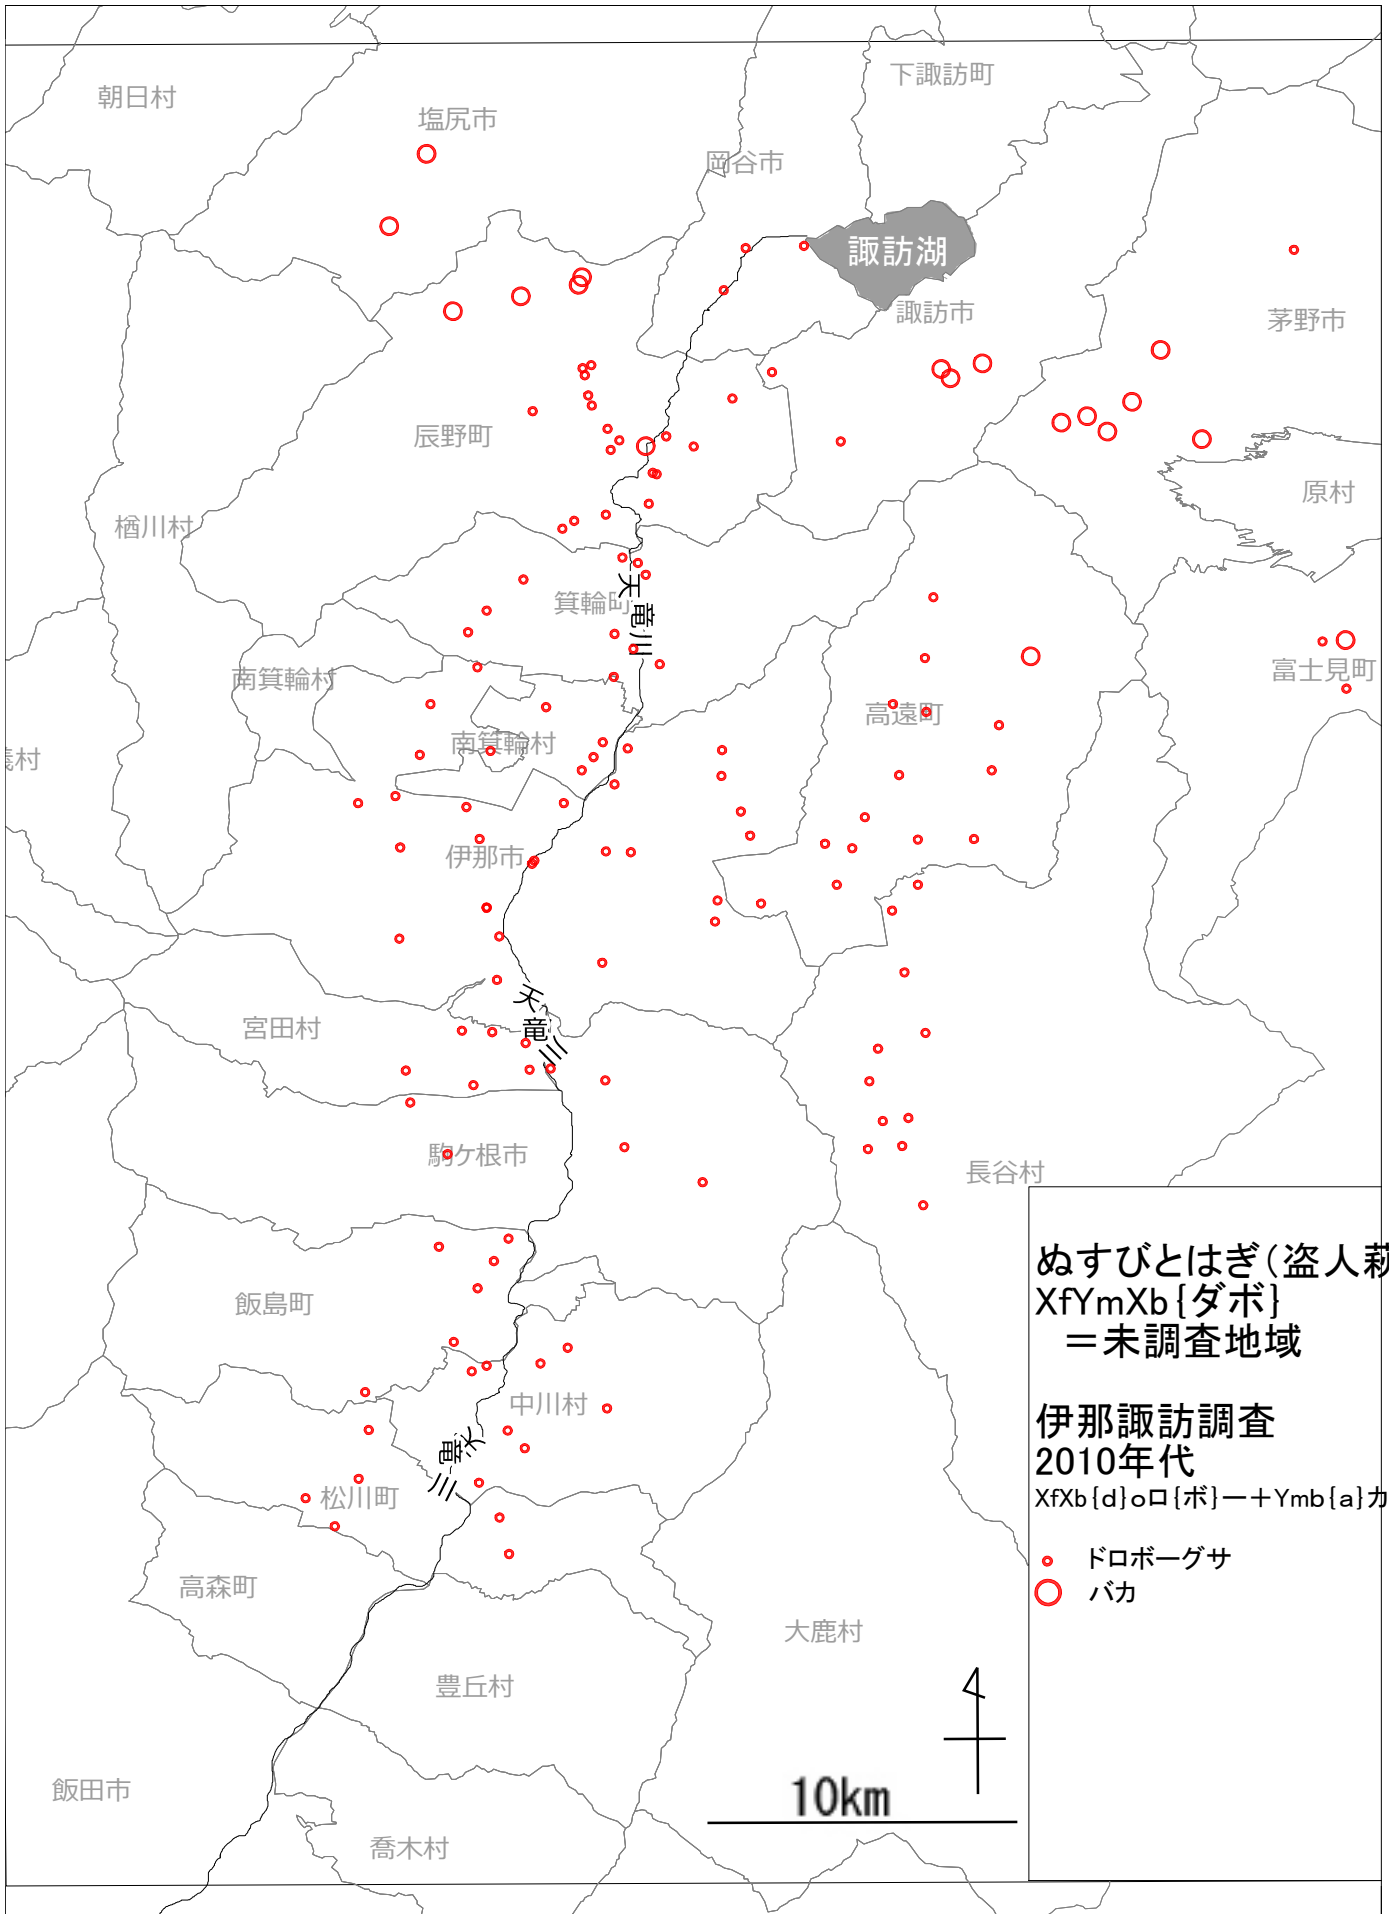 朝日村
塩尻市
下諏訪町
岡谷市
諏訪湖
諏訪市
茅野市
辰野町
原村
楢川村
天竜川
箕輪町
南箕輪村
富士見町
高遠町
南箕輪村
村
伊那市
天竜川
宮田村
駒ケ根市
長谷村
飯島町
中川村
天竜川
松川町
高森町
大鹿村
豊丘村
飯田市
喬木村
ぬすびとはぎ（盗人萩
XfYmXb{ダボ}
＝未調査地域
伊那諏訪調査
2010年代
XfXb{d}oロ{ボ}ー＋Ymb{a}カ
ドロボーグサ
バカ
10km